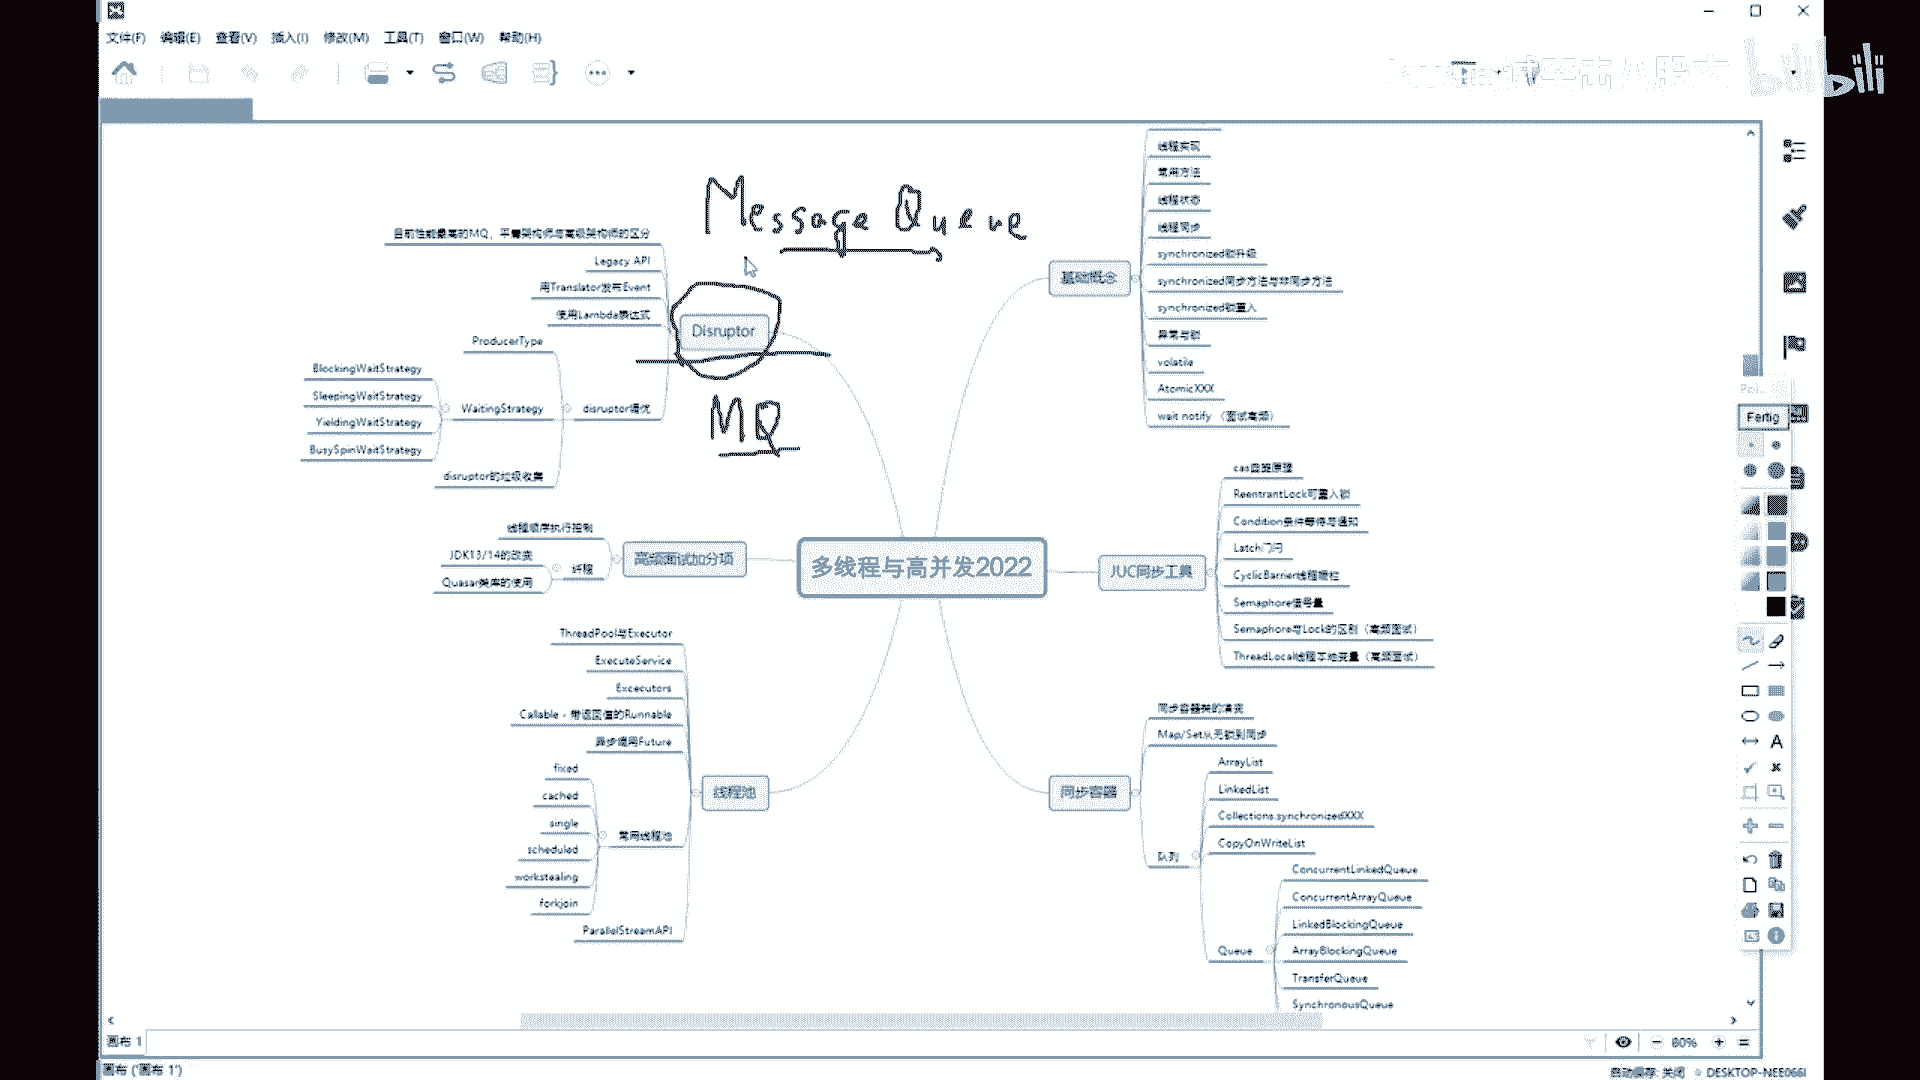 文件(F) 编辑(E) 查看(V) 插入(I) 修改(M) 工具(T) 窗口(W) 帮助(H)
bilibili
Message Queue
目前性能最高的MQ，平庸架构师与高级架构师的区分
Legacy API
用Translator发布Event
使用Lambda表达式
Disruptor
ProducerType
BlockingWaitStrategy
SleepingWaitStrategy
YieldingWaitStrategy
BusySpinWaitStrategy
WaitingStrategy
disruptor调优
disruptor的垃圾收集
MQ
线程顺序执行控制
JDK13/14的改变
Quasar类库的使用
纤程
高频面试加分项
多线程与高并发2022
ThreadPool与Executor
ExecuteService
Excecutors
Callable - 带返回值的Runnable
异步调用Future
fixed
cached
single
scheduled
workstealing
forkjoin
常用线程池
ParallelStreamAPI
线程池
线程实现
常用方法
线程状态
线程同步
synchronized锁升级
synchronized同步方法与非同步方法
synchronized锁重入
异常与锁
volatile
AtomicXXX
wait notify （面试高频）
基础概念
cas自旋原理
ReentrantLock可重入锁
Condition条件等待与通知
Latch门闩
CyclicBarrier线程栅栏
Semaphore信号量
Semaphore与Lock的区别（高频面试）
ThreadLocal线程本地变量（高频面试）
JUC同步工具
同步容器类的演变
Map/Set从无锁到同步
ArrayList
LinkedList
Collections.synchronizedXXX
CopyOnWriteList
队列
ConcurrentLinkedQueue
ConcurrentArrayQueue
LinkedBlockingQueue
ArrayBlockingQueue
TransferQueue
SynchronousQueue
Queue
同步容器
Fertig
A
画布 1
80%
画布 ('画布 1')
自动保存: 关闭
DESKTOP-NEE066I